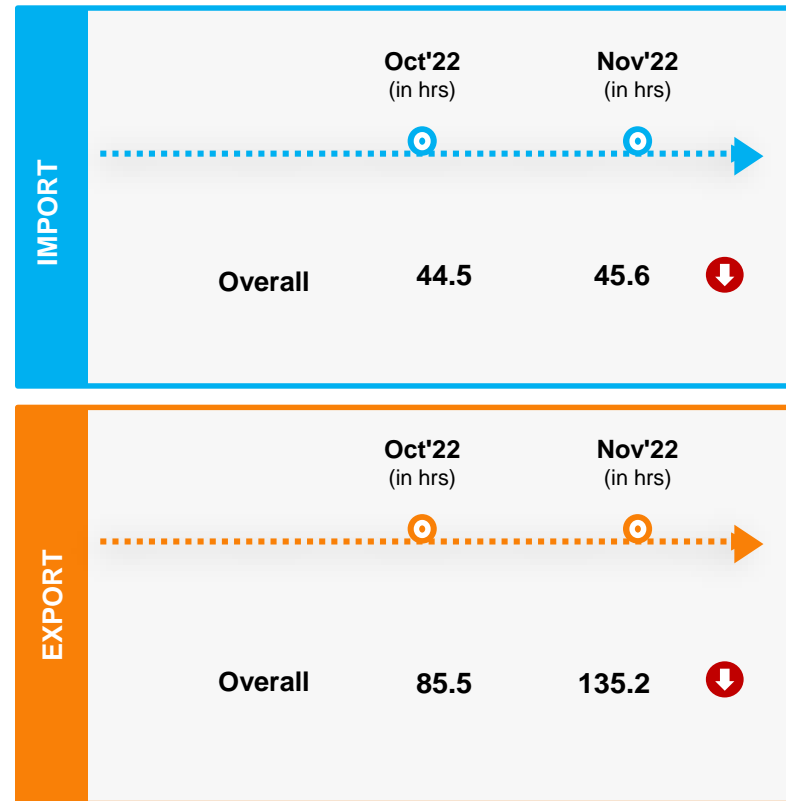 IMPORT
Oct'22 Nov'22
(in hrs) (in hrs)
Overall 44.5 45.6
EXPORT
Oct'22 Nov'22
(in hrs) (in hrs)
Overall 85.5 135.2